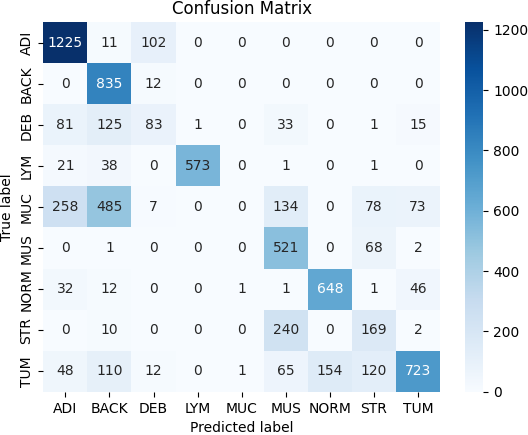 Confusion Matrix
True label
ADI 1225 11 102 0 0 0 0 0 0
BACK 0 835 12 0 0 0 0 0 0
DEB 81 125 83 1 0 33 0 1 15
LYM 21 38 0 573 0 1 0 1 0
MUC 258 485 7 0 0 134 0 78 73
MUS 0 1 0 0 0 521 0 68 2
NORM 32 12 0 0 1 1 648 1 46
STR 0 10 0 0 0 240 0 169 2
TUM 48 110 12 0 1 65 154 120 723
ADI BACK DEB LYM MUC MUS NORM STR TUM
Predicted label
1200
1000
800
600
400
200
0